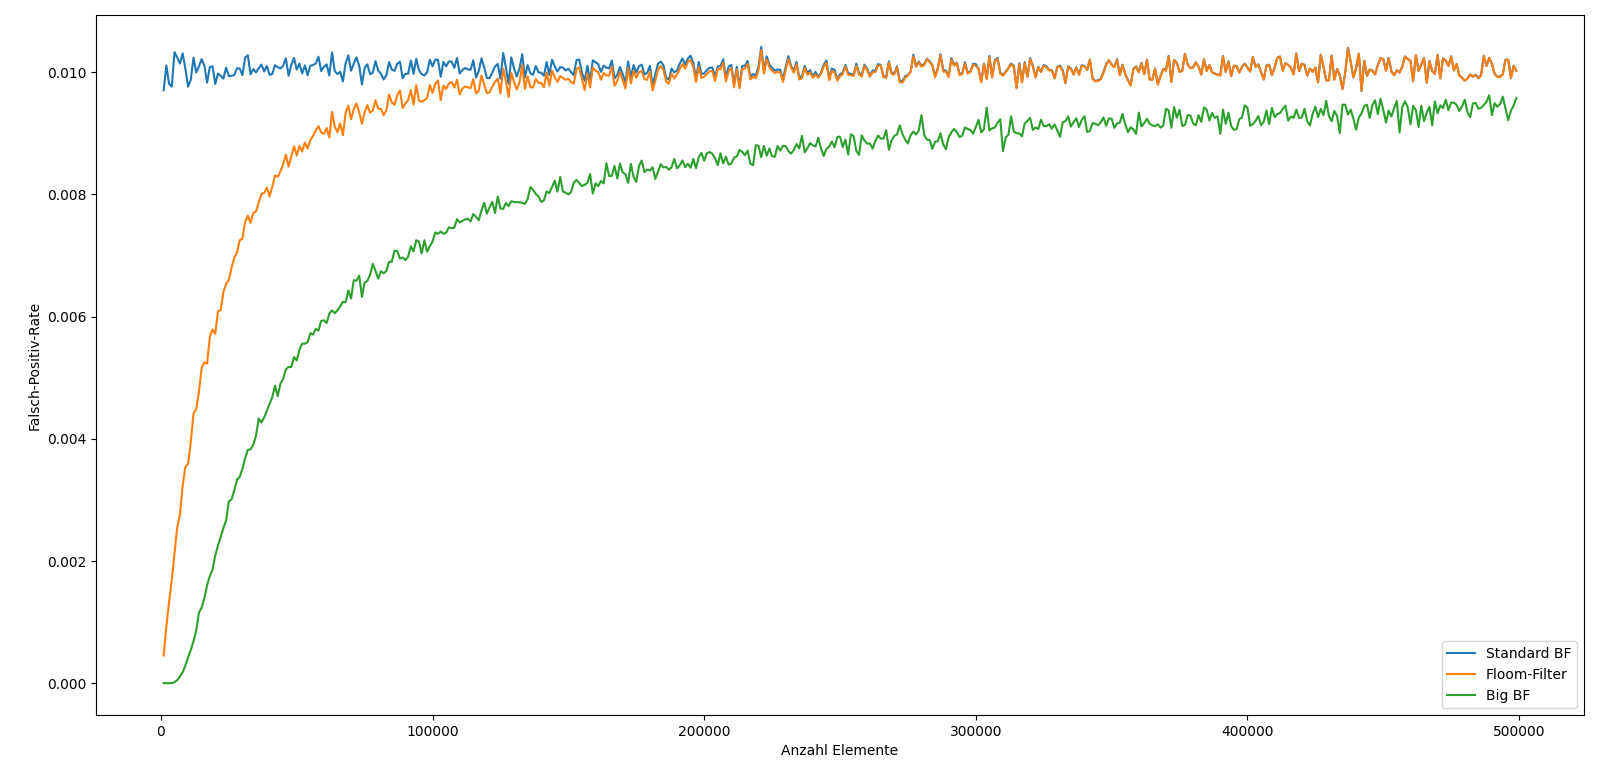 0.010
0.008
0.006
0.004
0.002
0.000
Falsch-Positiv-Rate
0 100000 200000 300000 400000 500000
Anzahl Elemente
Standard BF
Floom-Filter
Big BF